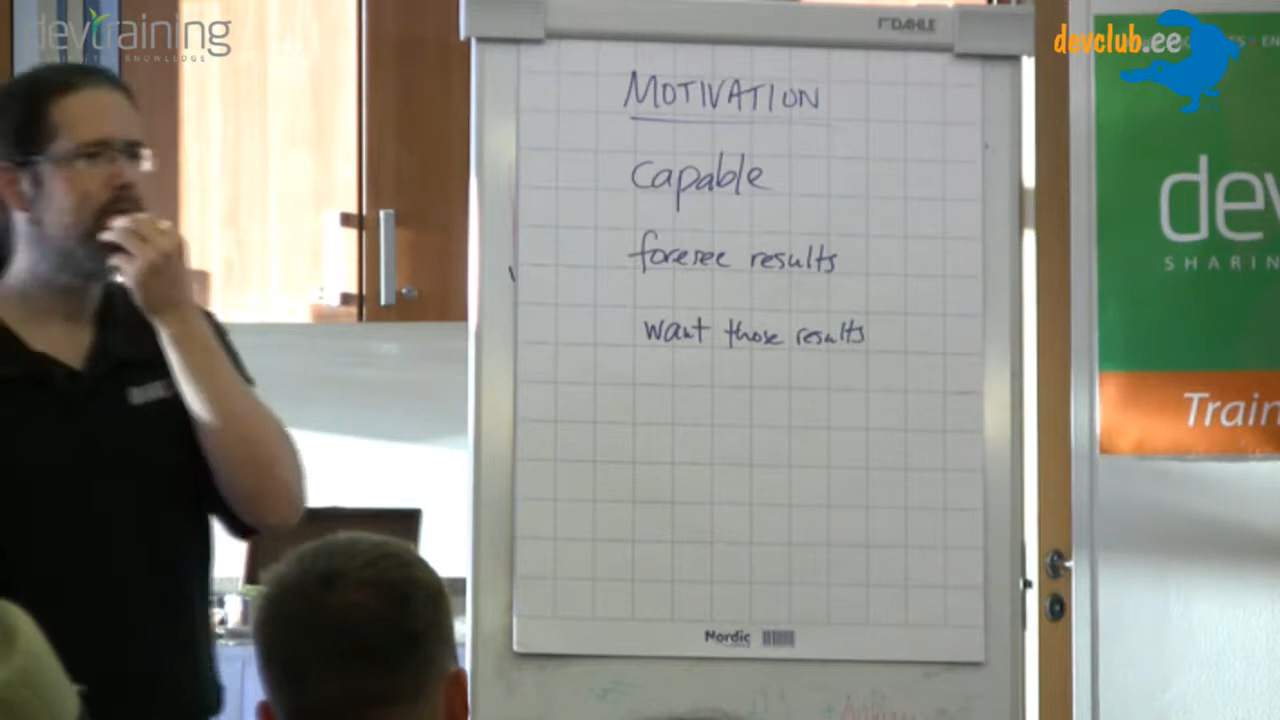 devtraining
KNOWLEDGE
DAHLE
devclub.ee
MOTIVATION
capable
foresee results
want those results
dev
SHARIN
Train
Nordic